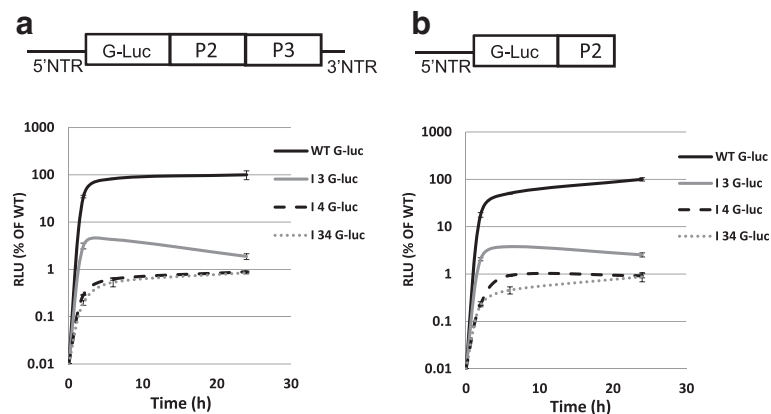 a
G-Luc P2 P3
5'NTR 3'NTR
1000
100
10
1
0.1
0.01
RLU (% OF WT)
0 10 20 30
Time (h)
WT G-luc
I 3 G-luc
I 4 G-luc
I 34 G-luc
b
G-Luc P2
5'NTR
1000
100
10
1
0.1
0.01
RLU (% OF WT)
0 10 20 30
Time (h)
WT G-luc
I 3 G-luc
I 4 G-luc
I 34 G-luc